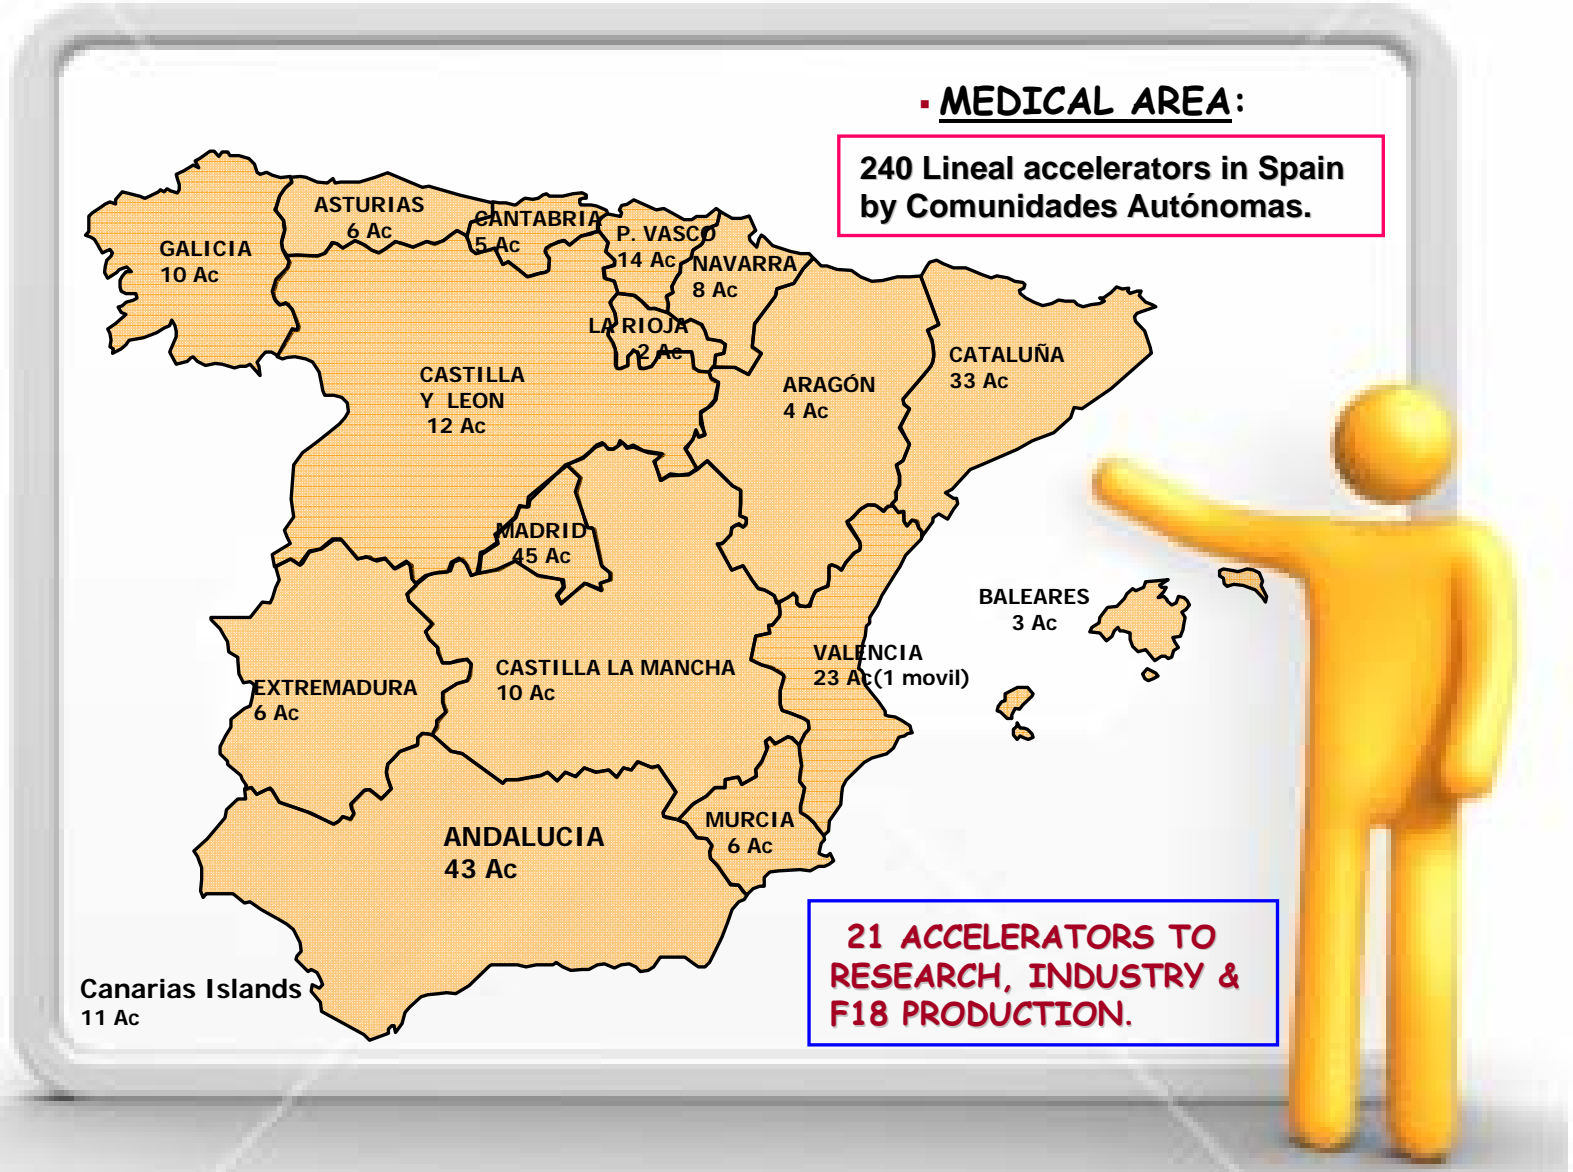 ▪ MEDICAL AREA:
240 Lineal accelerators in Spain
by Comunidades Autónomas.
ASTURIAS
6 Ac
CANTABRIA
5 Ac
P. VASCO
14 Ac
GALICIA
10 Ac
NAVARRA
8 Ac
LA RIOJA
2 Ac
CATALUÑA
33 Ac
CASTILLA
Y LEON
12 Ac
ARAGÓN
4 Ac
MADRID
45 Ac
BALEARES
3 Ac
VALENCIA
23 Ac(1 movil)
CASTILLA LA MANCHA
10 Ac
EXTREMADURA
6 Ac
MURCIA
6 Ac
ANDALUCIA
43 Ac
21 ACCELERATORS TO
RESEARCH, INDUSTRY &
F18 PRODUCTION.
Canarias Islands
11 Ac